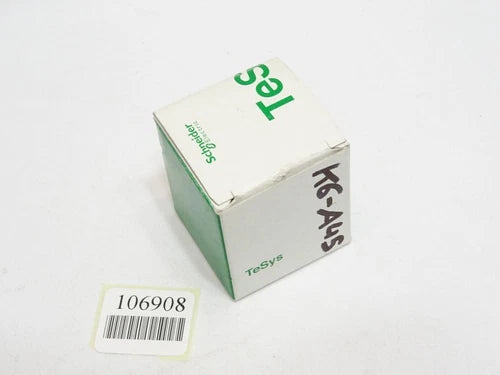 TeS
Schneider
Electric
K6-A45
TeSys
106908